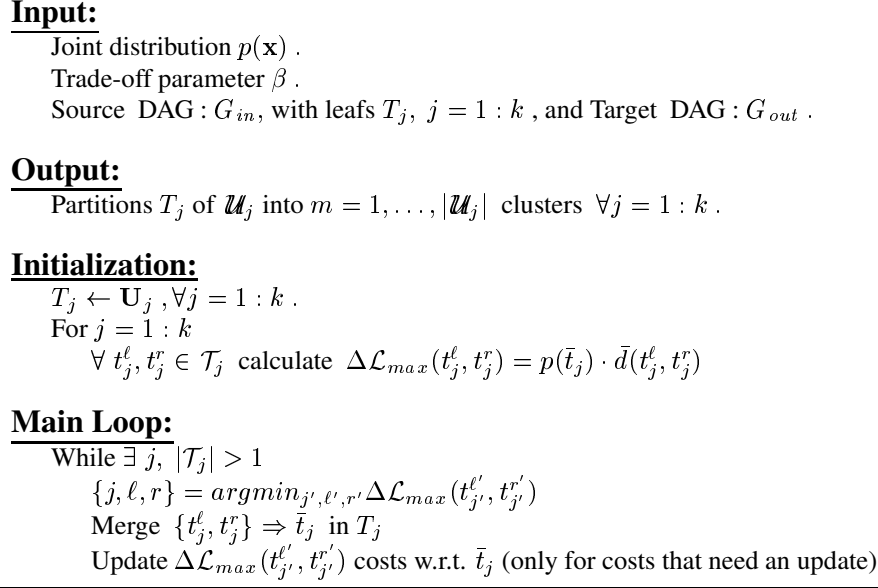 Input:
Joint distribution p(x) .
Trade-off parameter β .
Source DAG : G_in, with leafs T_j, j = 1 : k , and Target DAG : G_out .
Output:
Partitions T_j of 𝒰_j into m = 1, . . . , |𝒰_j| clusters ∀j = 1 : k .
Initialization:
T_j ← U_j , ∀j = 1 : k .
For j = 1 : k
∀ t_j^ℓ, t_j^r ∈ 𝒯_j calculate Δℒ_max(t_j^ℓ, t_j^r) = p(t̄_j) · d̄(t_j^ℓ, t_j^r)
Main Loop:
While ∃ j, |𝒯_j| > 1
{j, ℓ, r} = argmin_{j′,ℓ′,r′} Δℒ_max(t_{j′}^{ℓ′}, t_{j′}^{r′})
Merge {t_j^ℓ, t_j^r} ⇒ t̄_j in T_j
Update Δℒ_max(t_{j′}^{ℓ′}, t_{j′}^{r′}) costs w.r.t. t̄_j (only for costs that need an update)